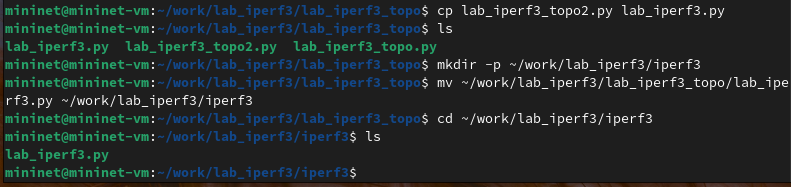 mininet@mininet-vm:~/work/lab_iperf3/lab_iperf3_topo$ cp lab_iperf3_topo2.py lab_iperf3.py
mininet@mininet-vm:~/work/lab_iperf3/lab_iperf3_topo$ ls
lab_iperf3.py  lab_iperf3_topo2.py  lab_iperf3_topo.py
mininet@mininet-vm:~/work/lab_iperf3/lab_iperf3_topo$ mkdir -p ~/work/lab_iperf3/iperf3
mininet@mininet-vm:~/work/lab_iperf3/lab_iperf3_topo$ mv ~/work/lab_iperf3/lab_iperf3_topo/lab_ipe
rf3.py ~/work/lab_iperf3/iperf3
mininet@mininet-vm:~/work/lab_iperf3/lab_iperf3_topo$ cd ~/work/lab_iperf3/iperf3
mininet@mininet-vm:~/work/lab_iperf3/iperf3$ ls
lab_iperf3.py
mininet@mininet-vm:~/work/lab_iperf3/iperf3$